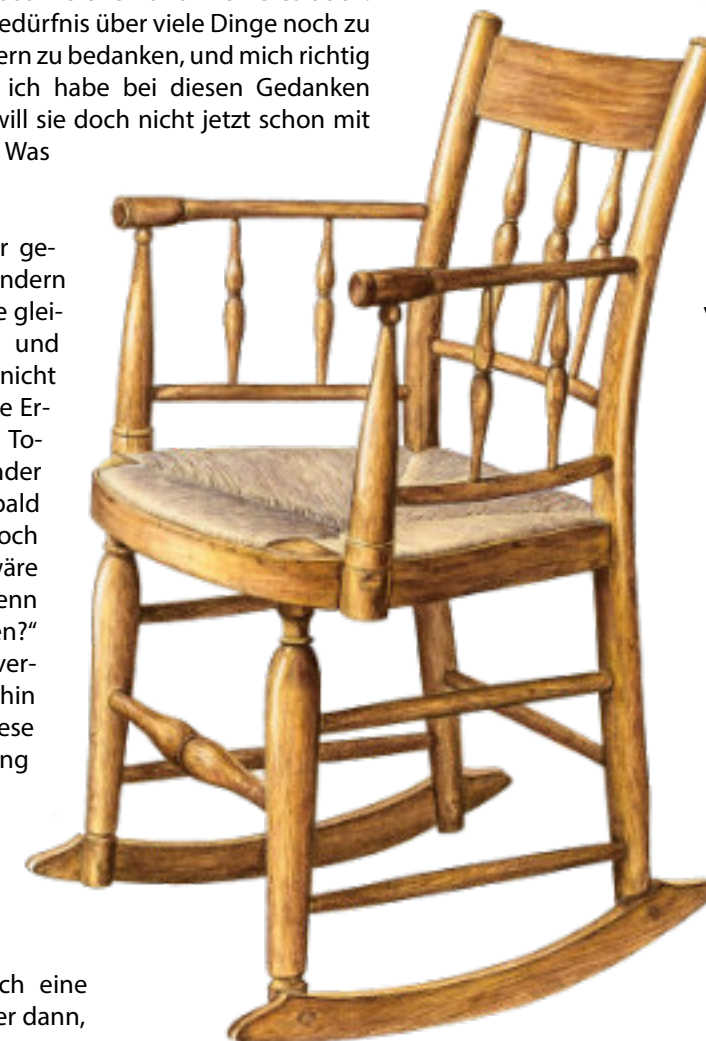 edürfnis über viele Dinge noch zu
ern zu bedanken, und mich richtig
ich habe bei diesen Gedanken
will sie doch nicht jetzt schon mit
Was
r ge-
ndern
e glei-
und
nicht
e Er-
To-
nder
bald
och
wäre
enn
en?“
ver-
hin
ese
ng
ch eine
er dann,